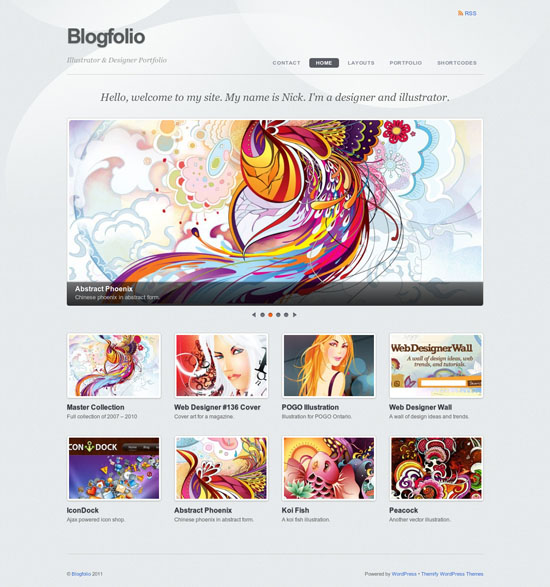 RSS
Blogfolio
Illustrator & Designer Portfolio
CONTACT HOME LAYOUTS PORTFOLIO SHORTCODES
Hello, welcome to my site. My name is Nick. I'm a designer and illustrator.
Abstract Phoenix
Chinese phoenix in abstract form.
WebDesignerWall
A wall of design ideas, web
trends, and tutorials.
Master Collection Web Designer #136 Cover POGO Illustration Web Designer Wall
Full collection of 2007 – 2010 Cover art for a magazine. Illustration for POGO Ontario. A wall of design ideas and trends.
ICON DOCK
IconDock Abstract Phoenix Koi Fish Peacock
Ajax powered icon shop. Chinese phoenix in abstract form. A koi fish illustration. Another vector illustration.
© Blogfolio 2011 Powered by WordPress • Themify WordPress Themes